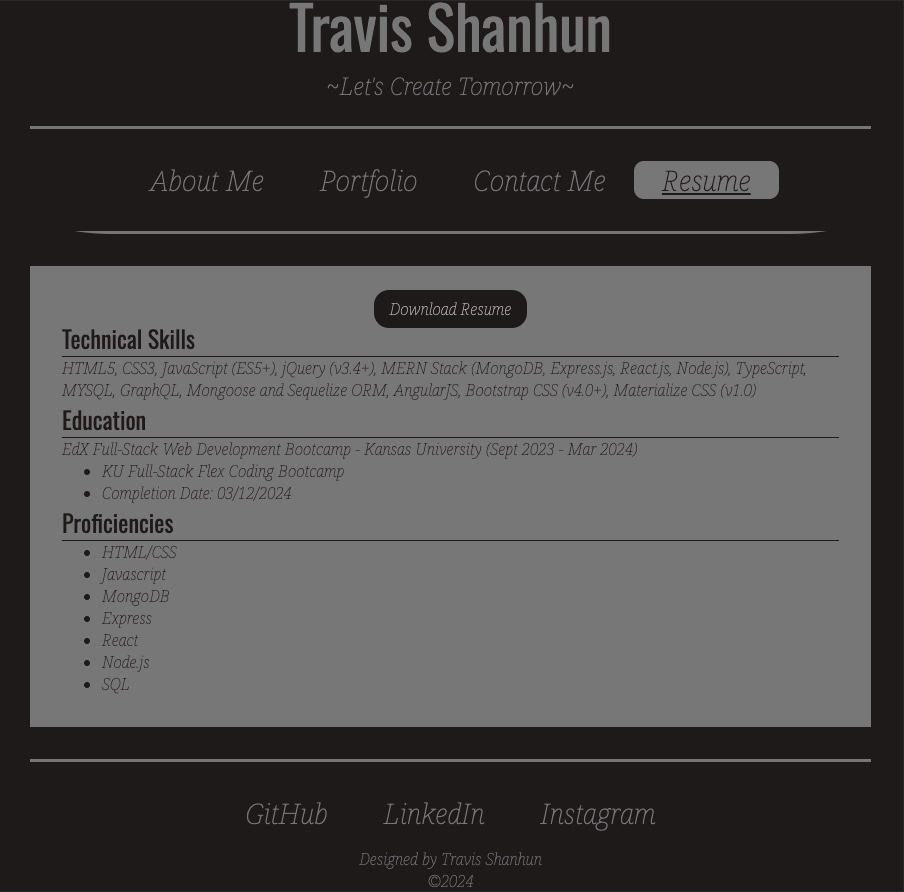 Travis Shanhun
~Let's Create Tomorrow~
About Me Portfolio Contact Me Resume
Download Resume
Technical Skills
HTML5, CSS3, JavaScript (ES5+), jQuery (v3.4+), MERN Stack (MongoDB, Express.js, React.js, Node.js), TypeScript,
MYSQL, GraphQL, Mongoose and Sequelize ORM, AngularJS, Bootstrap CSS (v4.0+), Materialize CSS (v1.0)
Education
EdX Full-Stack Web Development Bootcamp - Kansas University (Sept 2023 - Mar 2024)
• KU Full-Stack Flex Coding Bootcamp
• Completion Date: 03/12/2024
Proficiencies
• HTML/CSS
• Javascript
• MongoDB
• Express
• React
• Node.js
• SQL
GitHub LinkedIn Instagram
Designed by Travis Shanhun
©2024